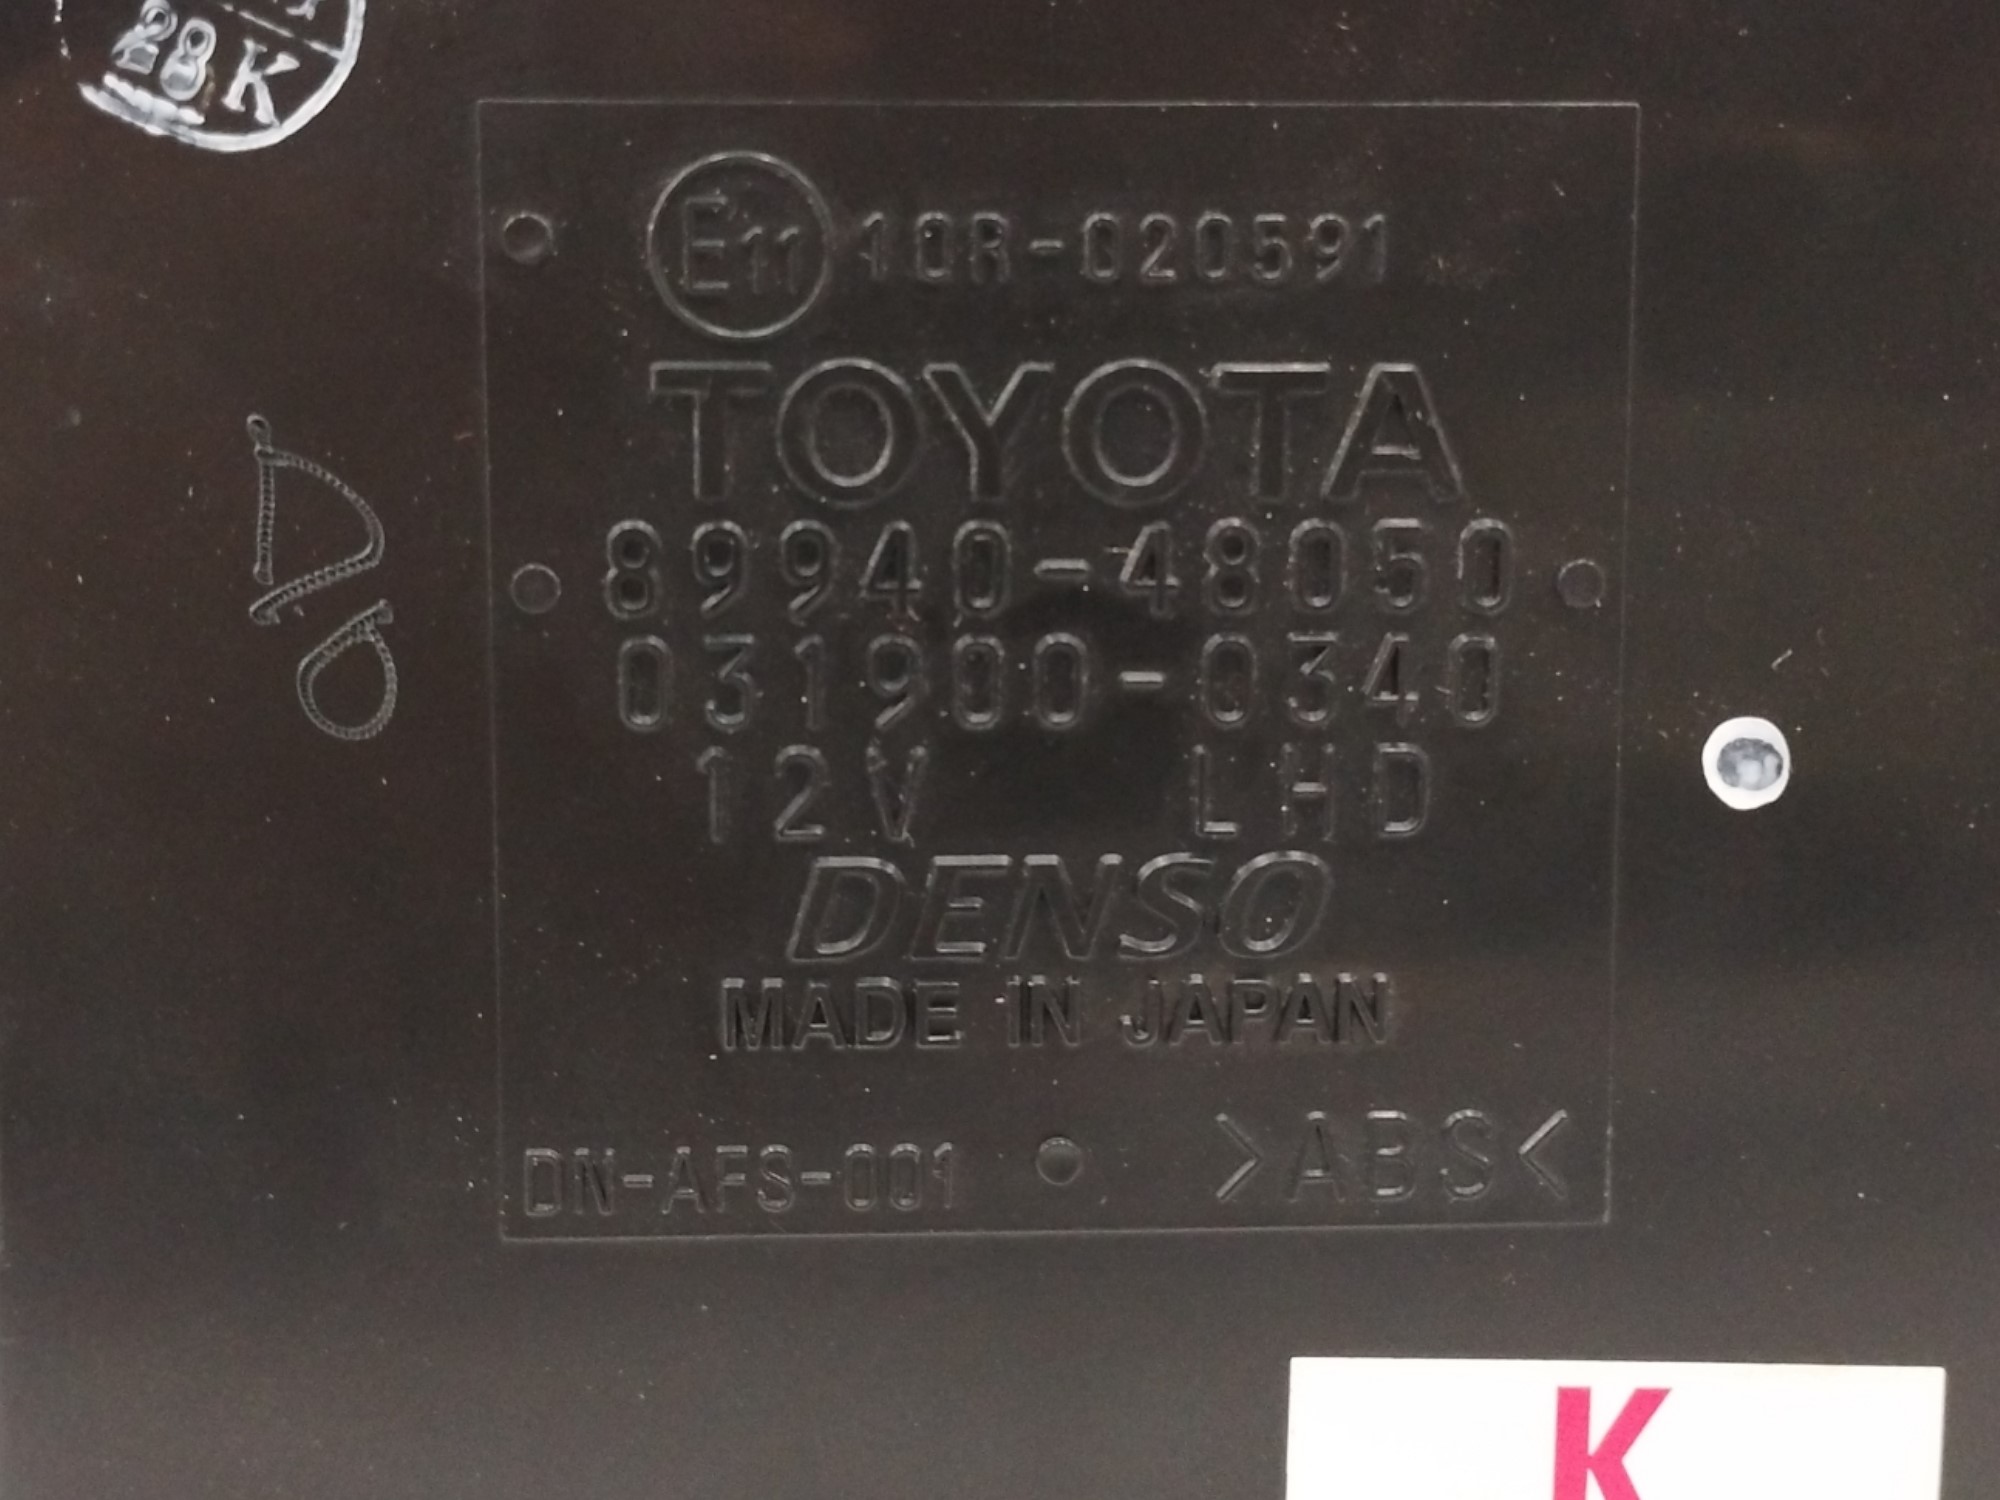 28 K
E11 10R-020591
TOYOTA
89940-48050
031900-0340
12V LHD
DENSO
MADE IN JAPAN
DN-AFS-001 >ABS<
K